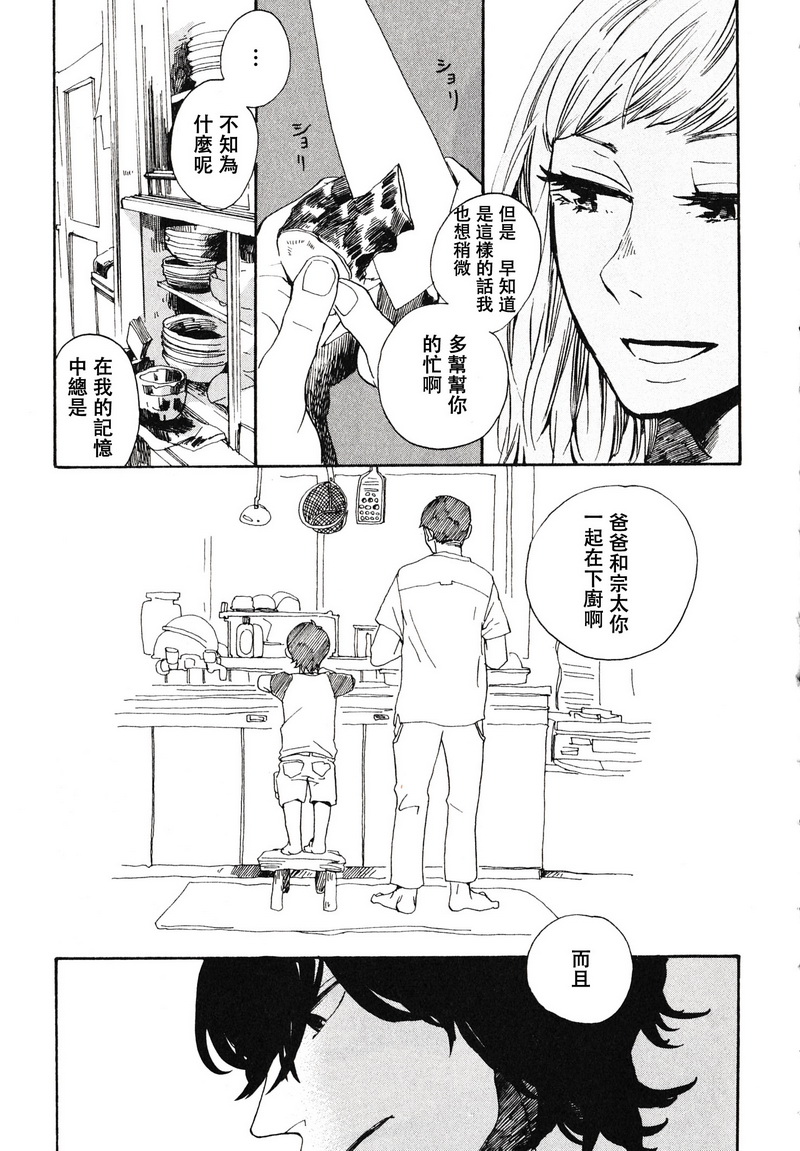 但是 早知道
是這樣的話我
也想稍微
多幫幫你
的忙啊
ショリ
ショリ
…
不知為
什麼呢
在我的記憶
中總是
爸爸和宗太你
一起在下廚啊
而且